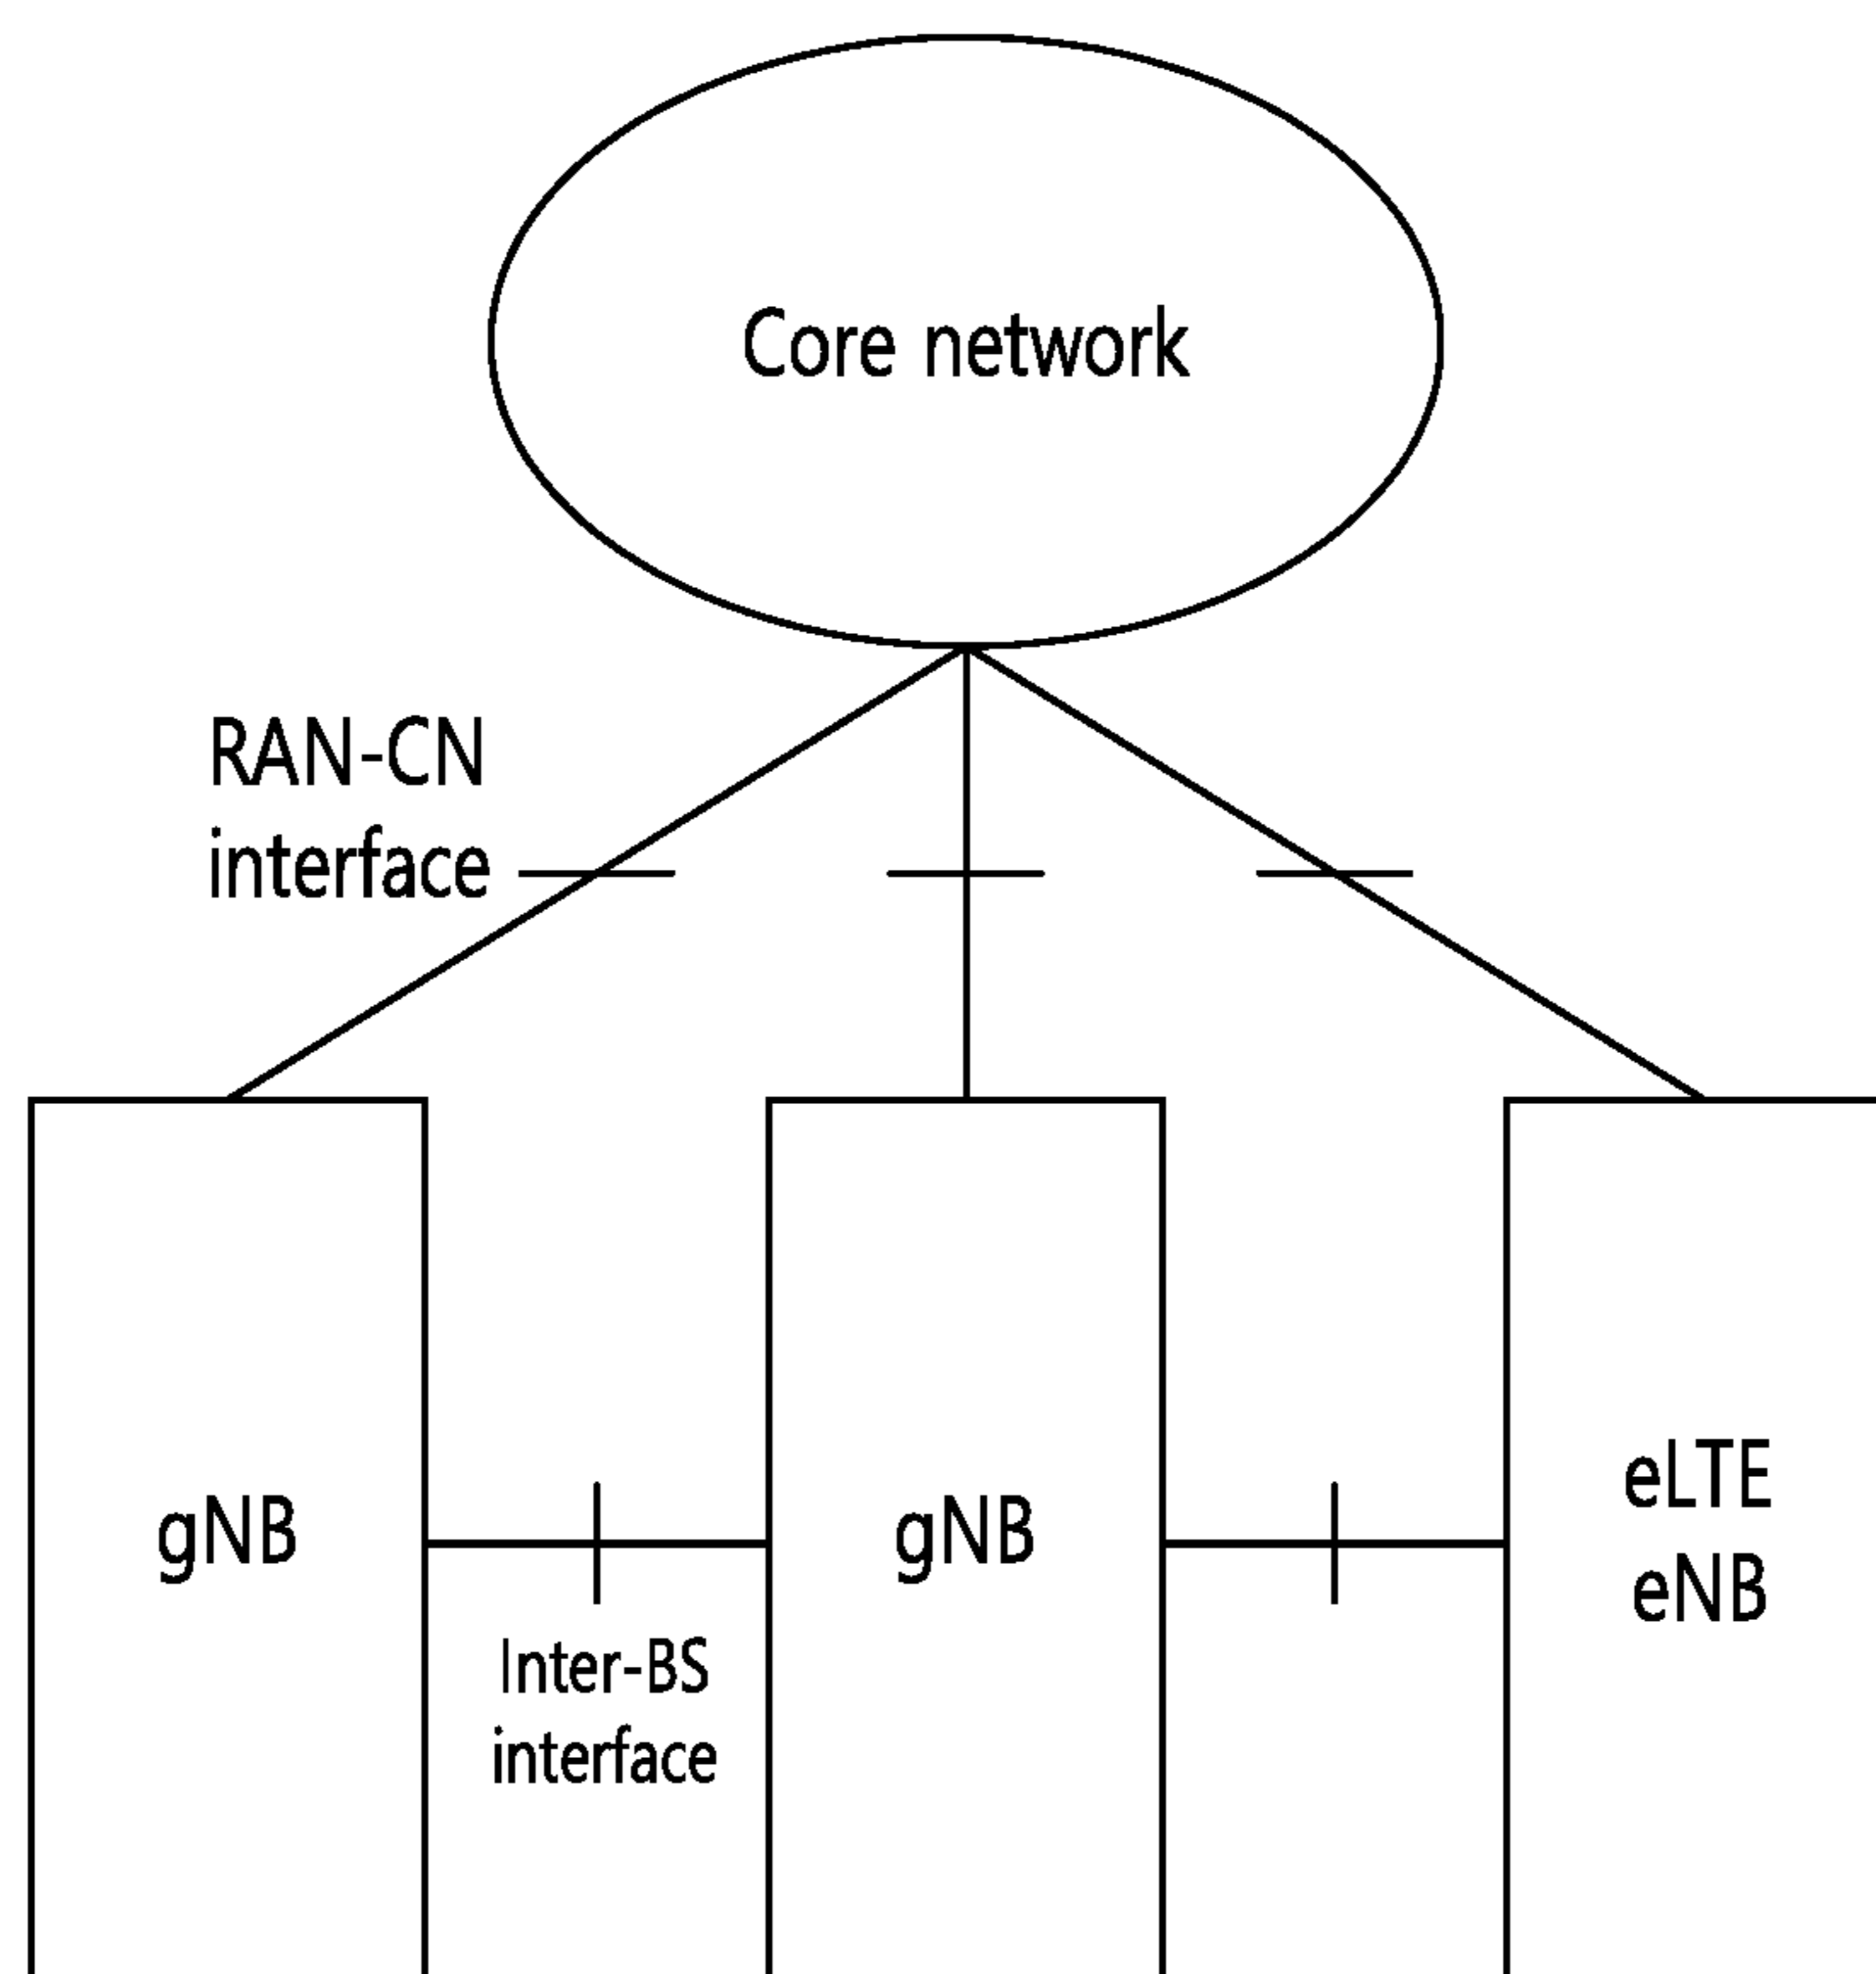 Core network
RAN-CN
interface
gNB
gNB
eLTE
eNB
Inter-BS
interface